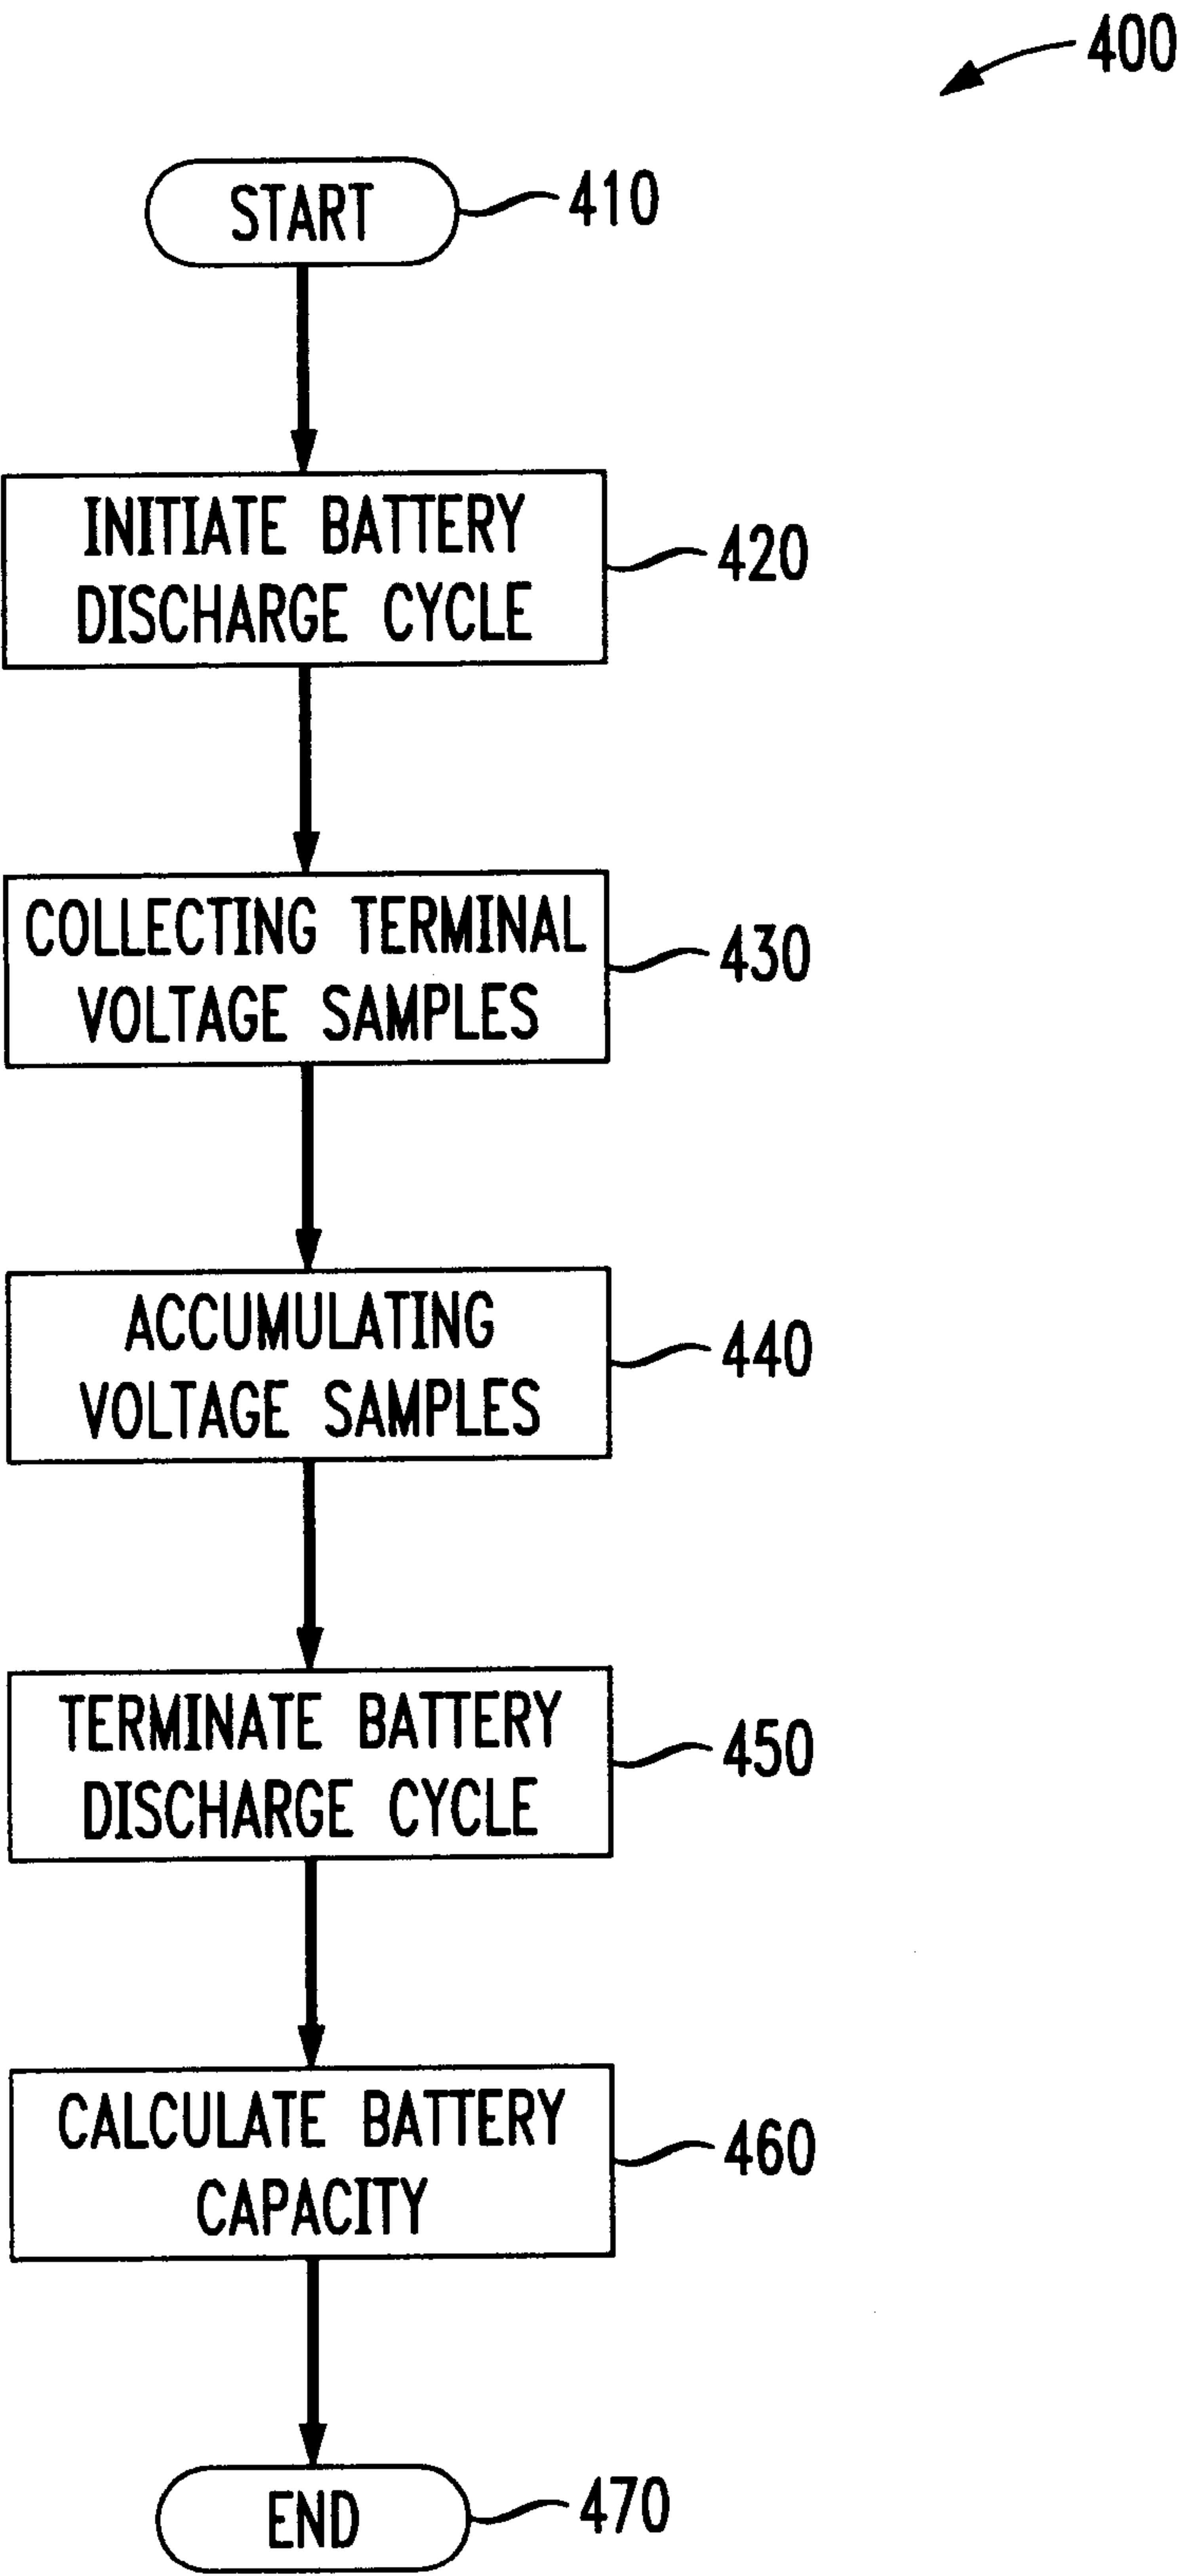 400
START
410
INITIATE BATTERY
DISCHARGE CYCLE
420
COLLECTING TERMINAL
VOLTAGE SAMPLES
430
ACCUMULATING
VOLTAGE SAMPLES
440
TERMINATE BATTERY
DISCHARGE CYCLE
450
CALCULATE BATTERY
CAPACITY
460
END
470